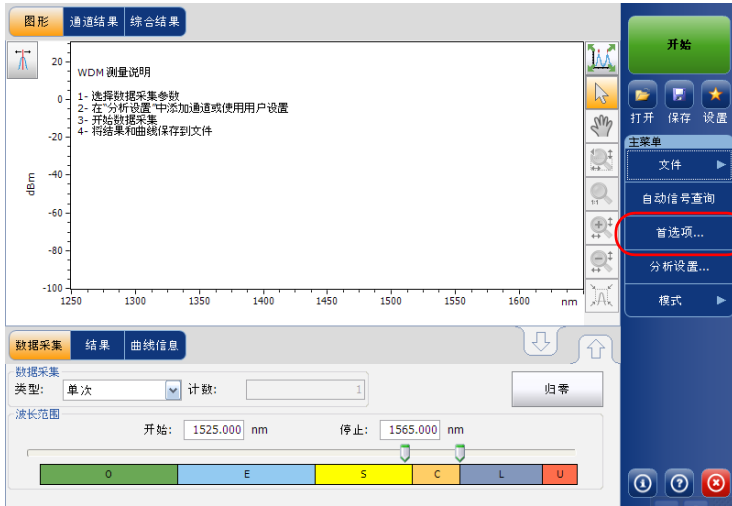 图形 通道结果 综合结果
开始
20
WDM 测量说明
1- 选择数据采集参数
0
2- 在"分析设置"中添加通道或使用用户设置
3- 开始数据采集
4- 将结果和曲线保存到文件
-20
dBm
-40
-60
-80
-100
1250 1300 1350 1400 1450 1500 1550 1600 nm
1:1
打开 保存 设置
主菜单
文件
自动信号查询
首选项...
分析设置...
模式
数据采集 结果 曲线信息
数据采集
类型: 单次 计数: 1 归零
波长范围
开始: 1525.000 nm 停止: 1565.000 nm
O E S C L U